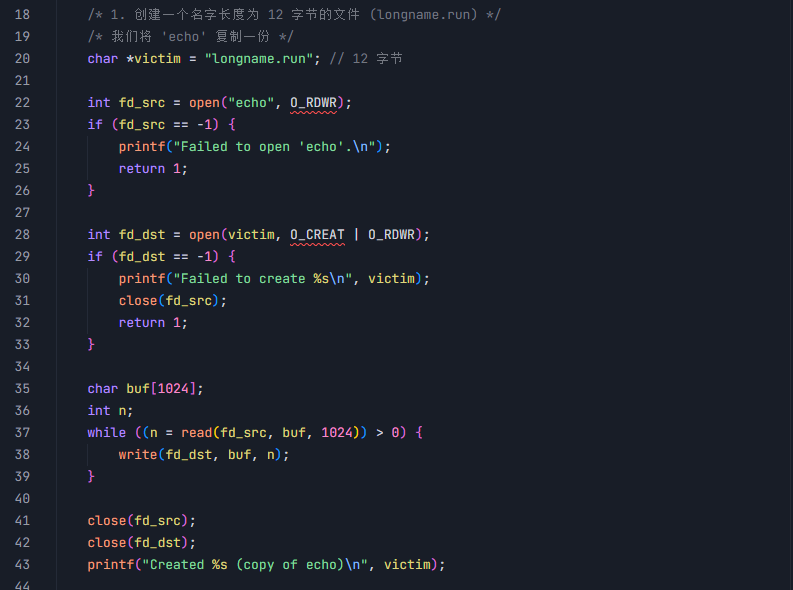 18 /* 1. 创建一个名字长度为 12 字节的文件 (longname.run) */
19 /* 我们将 'echo' 复制一份 */
20 char *victim = "longname.run"; // 12 字节
21
22 int fd_src = open("echo", O_RDWR);
23 if (fd_src == -1) {
24 printf("Failed to open 'echo'.\n");
25 return 1;
26 }
27
28 int fd_dst = open(victim, O_CREAT | O_RDWR);
29 if (fd_dst == -1) {
30 printf("Failed to create %s\n", victim);
31 close(fd_src);
32 return 1;
33 }
34
35 char buf[1024];
36 int n;
37 while ((n = read(fd_src, buf, 1024)) > 0) {
38 write(fd_dst, buf, n);
39 }
40
41 close(fd_src);
42 close(fd_dst);
43 printf("Created %s (copy of echo)\n", victim);
44